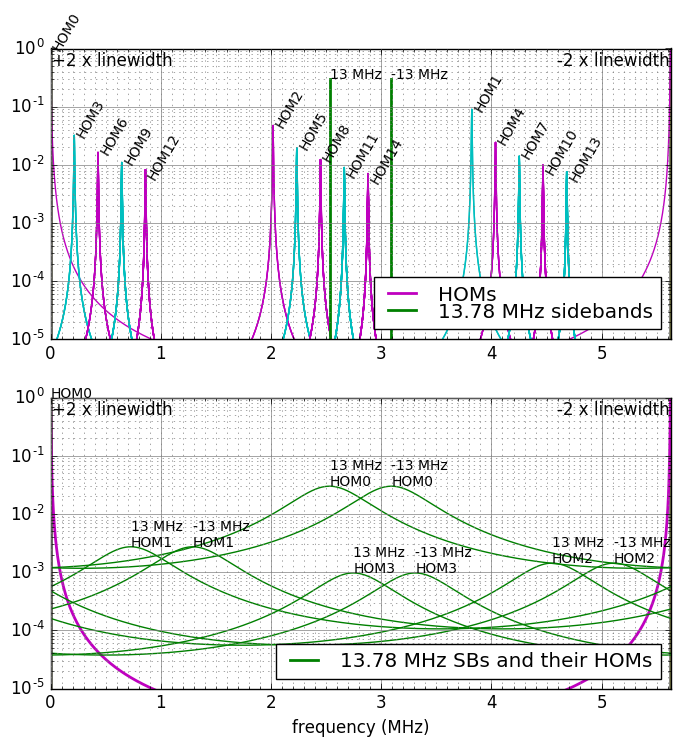 HOM0
10^0
+2 x linewidth
-2 x linewidth
13 MHz
-13 MHz
10^-1
HOM3
HOM6
HOM9
HOM12
HOM2
HOM5
HOM8
HOM11
HOM14
HOM1
HOM4
HOM7
HOM10
HOM13
10^-2
10^-3
10^-4
10^-5
HOMs
13.78 MHz sidebands
0 1 2 3 4 5
HOM0
10^0
+2 x linewidth
-2 x linewidth
10^-1
13 MHz
HOM0
-13 MHz
HOM0
10^-2
13 MHz
HOM1
-13 MHz
HOM1
13 MHz
HOM3
-13 MHz
HOM3
13 MHz
HOM2
-13 MHz
HOM2
10^-3
10^-4
10^-5
13.78 MHz SBs and their HOMs
0 1 2 3 4 5
frequency (MHz)